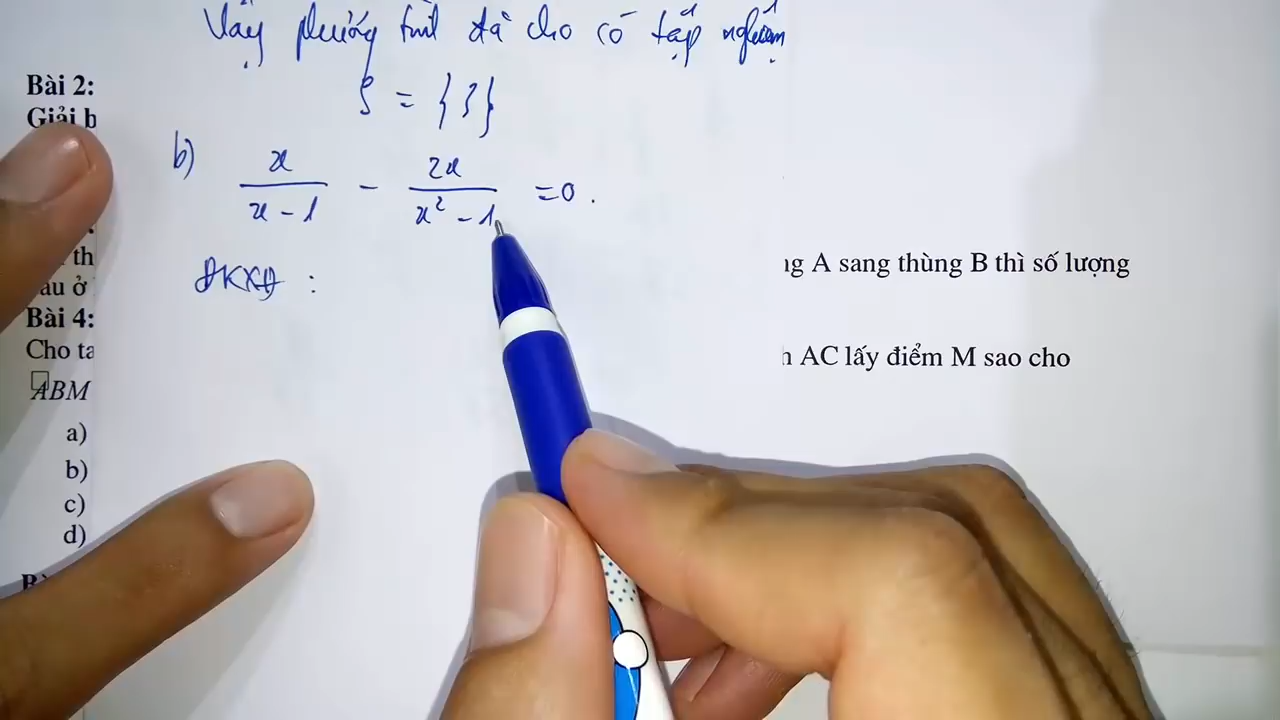 Vậy phương trình đã cho có tập nghiệm
S = {3}
Bài 2:
Giải b
b) x/(x - 1) - 2x/(x² - 1) = 0.
ĐKXĐ :
th
ng A sang thùng B thì số lượng
au ở
Bài 4:
Cho ta
h AC lấy điểm M sao cho
ABM
a)
b)
c)
d)